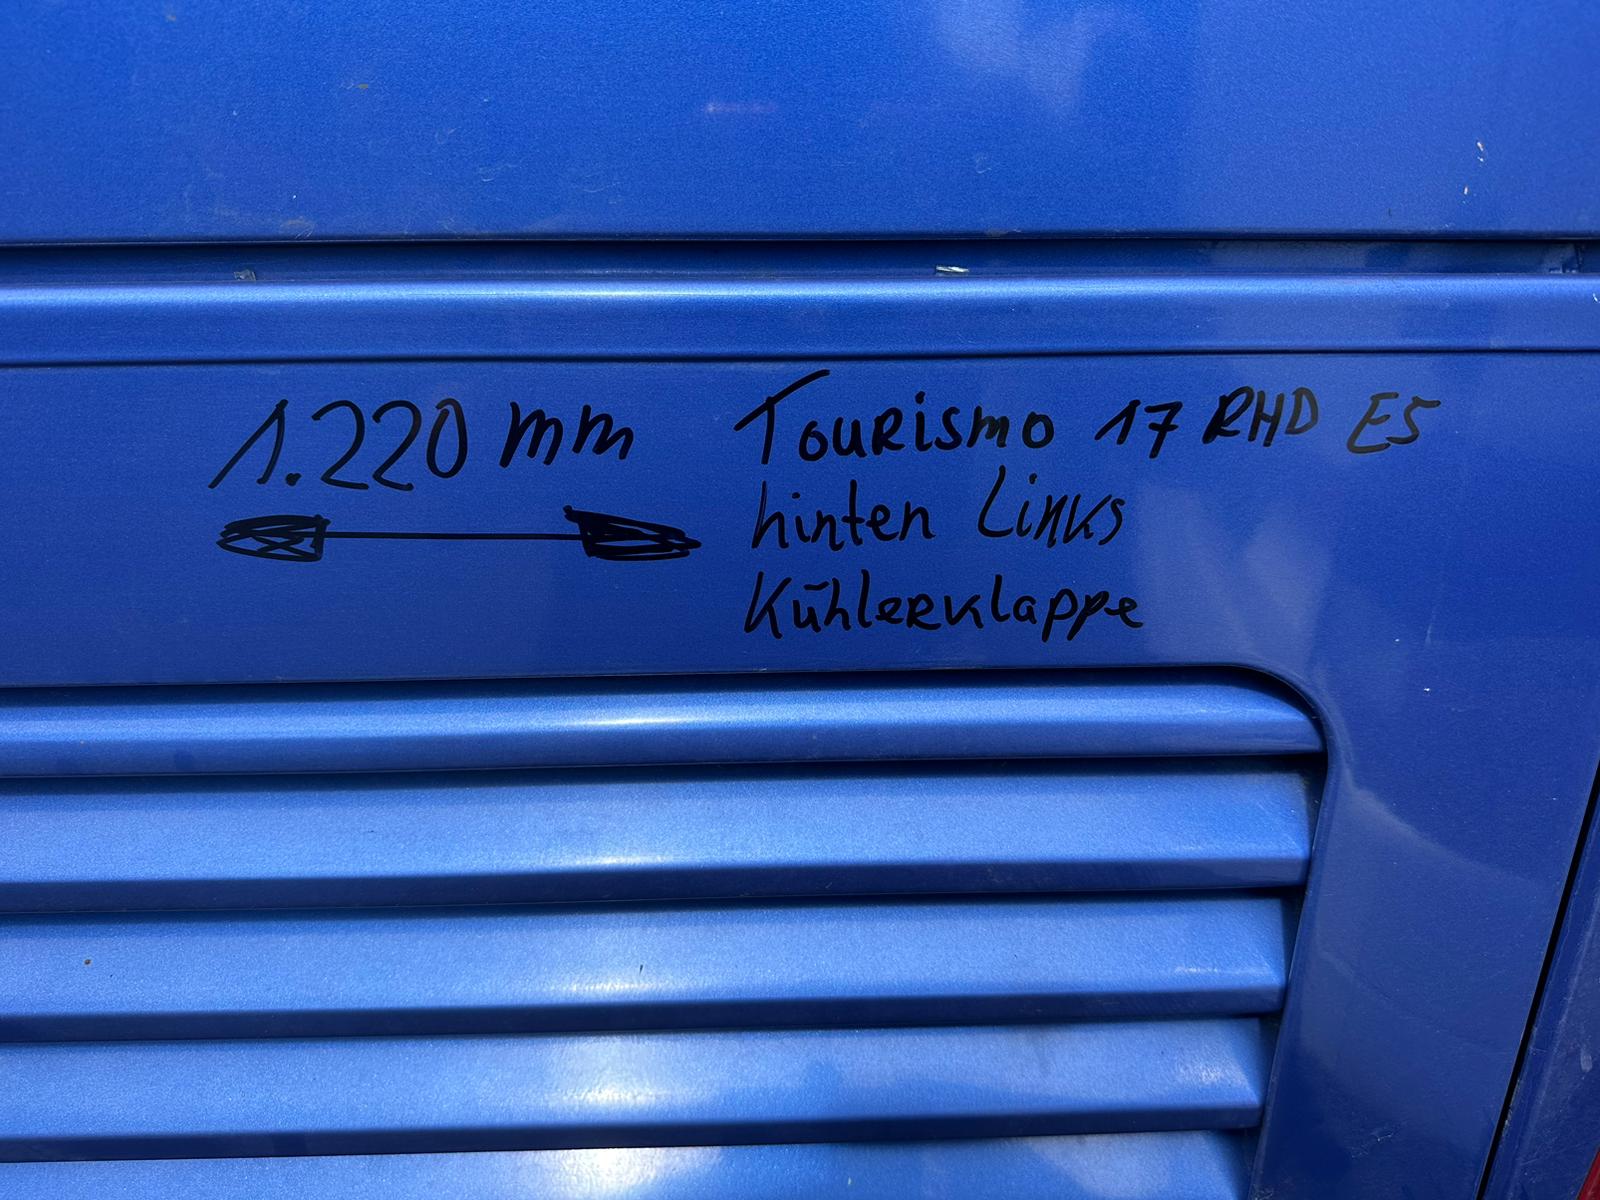 1.220 mm
Tourismo 17 RHD E5
hinten Links
Kühlerklappe